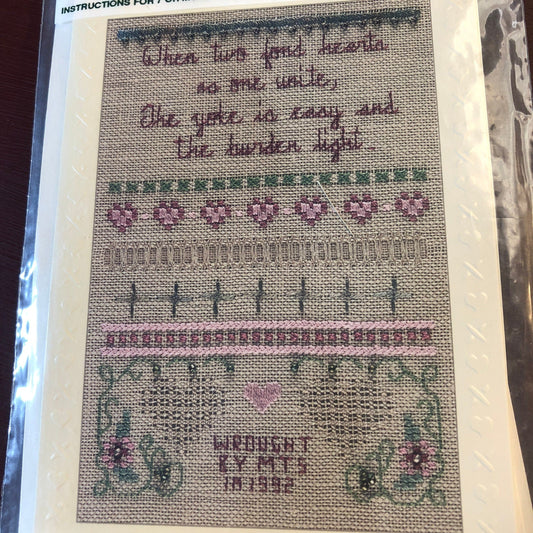 INSTRUCTIONS FOR
When two fond hearts
as one unite,
The yoke is easy and
the burden light.
WROUGHT
BY MTS
IN 1992